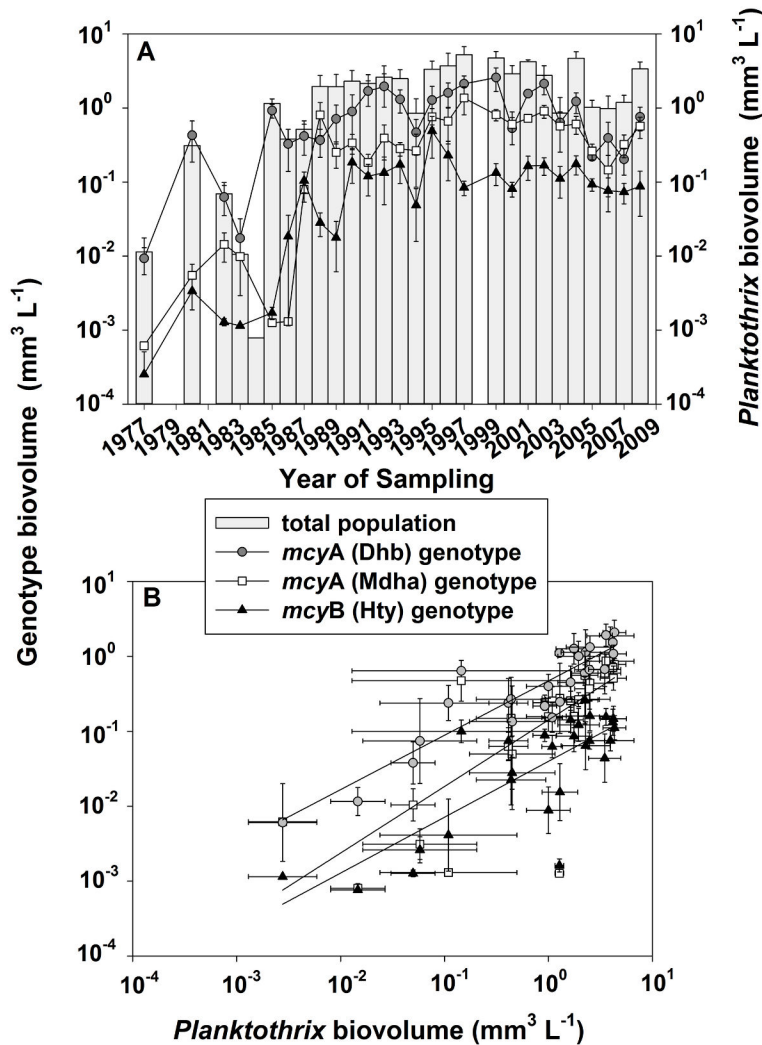 A
10¹
10⁰
10⁻¹
10⁻²
10⁻³
10⁻⁴
10¹
10⁰
10⁻¹
10⁻²
10⁻³
10⁻⁴
Genotype biovolume (mm³ L⁻¹)
Planktothrix biovolume (mm³ L⁻¹)
1977 1979 1981 1983 1985 1987 1989 1991 1993 1995 1997 1999 2001 2003 2005 2007 2009
Year of Sampling
total population
mcyA (Dhb) genotype
mcyA (Mdha) genotype
mcyB (Hty) genotype
B
10¹
10⁰
10⁻¹
10⁻²
10⁻³
10⁻⁴
10⁻⁴ 10⁻³ 10⁻² 10⁻¹ 10⁰ 10¹
Planktothrix biovolume (mm³ L⁻¹)